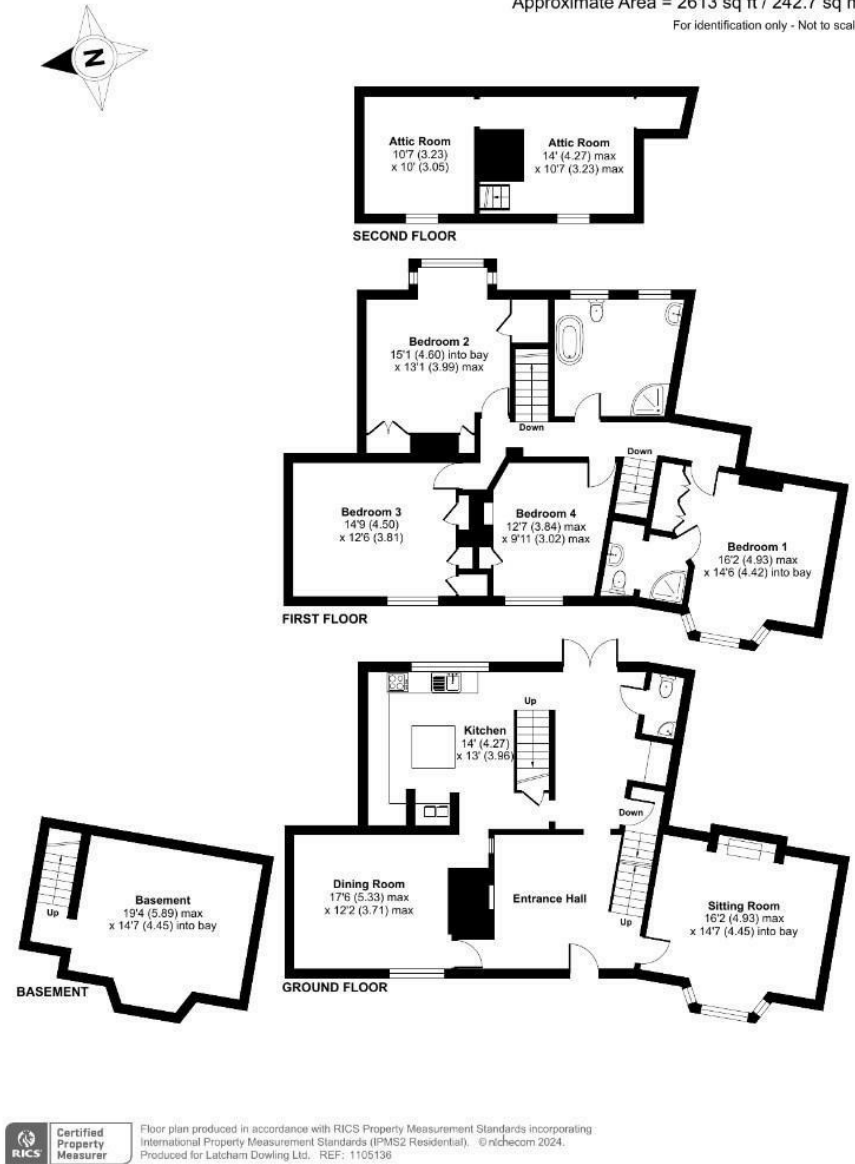 Approximate Area = 2613 sq ft / 242.7 sq m
For identification only - Not to scal
N
Attic Room
10'7 (3.23)
x 10' (3.05)
Attic Room
14' (4.27) max
x 10'7 (3.23) max
SECOND FLOOR
Bedroom 2
15'1 (4.60) into bay
x 13'1 (3.99) max
Down
Down
Bedroom 3
14'9 (4.50)
x 12'6 (3.81)
Bedroom 4
12'7 (3.84) max
x 9'11 (3.02) max
Bedroom 1
16'2 (4.93) max
x 14'6 (4.42) into bay
FIRST FLOOR
Up
Kitchen
14' (4.27)
x 13' (3.96)
Down
Dining Room
17'6 (5.33) max
x 12'2 (3.71) max
Entrance Hall
Up
Sitting Room
16'2 (4.93) max
x 14'7 (4.45) into bay
GROUND FLOOR
Basement
19'4 (5.89) max
x 14'7 (4.45) into bay
Up
BASEMENT
RICS
Certified
Property
Measurer
Floor plan produced in accordance with RICS Property Measurement Standards incorporating
International Property Measurement Standards (IPMS2 Residential). © nichecom 2024.
Produced for Latcham Dowling Ltd. REF: 1105136